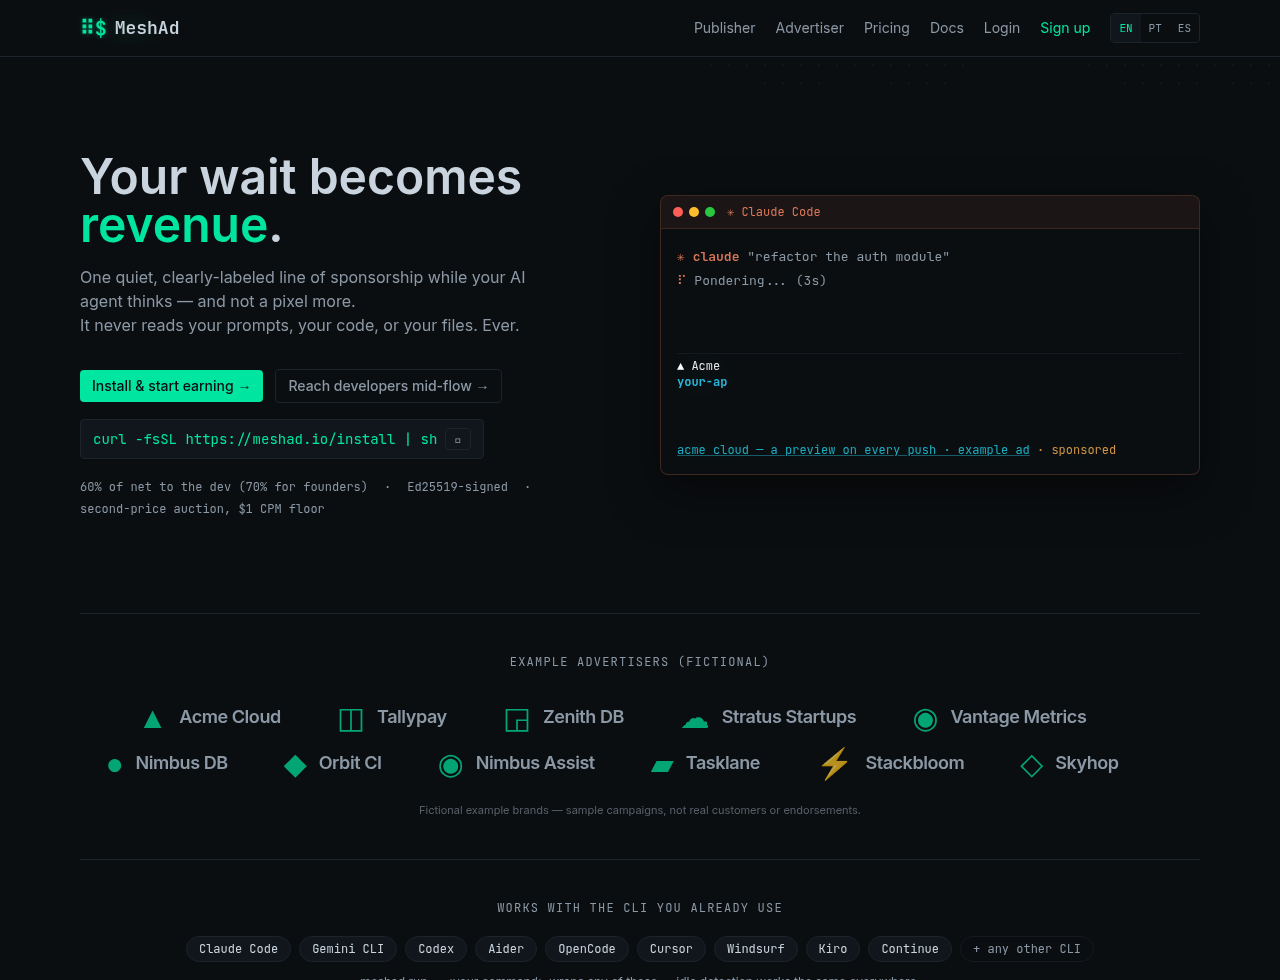 MeshAd
Publisher Advertiser Pricing Docs Login Sign up EN PT ES
Your wait becomes
revenue.
One quiet, clearly-labeled line of sponsorship while your AI
agent thinks — and not a pixel more.
It never reads your prompts, your code, or your files. Ever.
Install & start earning →
Reach developers mid-flow →
curl -fsSL https://meshad.io/install | sh
60% of net to the dev (70% for founders) · Ed25519-signed ·
second-price auction, $1 CPM floor
✳ Claude Code
✳ claude "refactor the auth module"
⠏ Pondering... (3s)
▲ Acme
your-ap
acme cloud — a preview on every push · example ad · sponsored
EXAMPLE ADVERTISERS (FICTIONAL)
Acme Cloud Tallypay Zenith DB Stratus Startups Vantage Metrics
Nimbus DB Orbit CI Nimbus Assist Tasklane Stackbloom Skyhop
Fictional example brands — sample campaigns, not real customers or endorsements.
WORKS WITH THE CLI YOU ALREADY USE
Claude Code Gemini CLI Codex Aider OpenCode Cursor Windsurf Kiro Continue + any other CLI